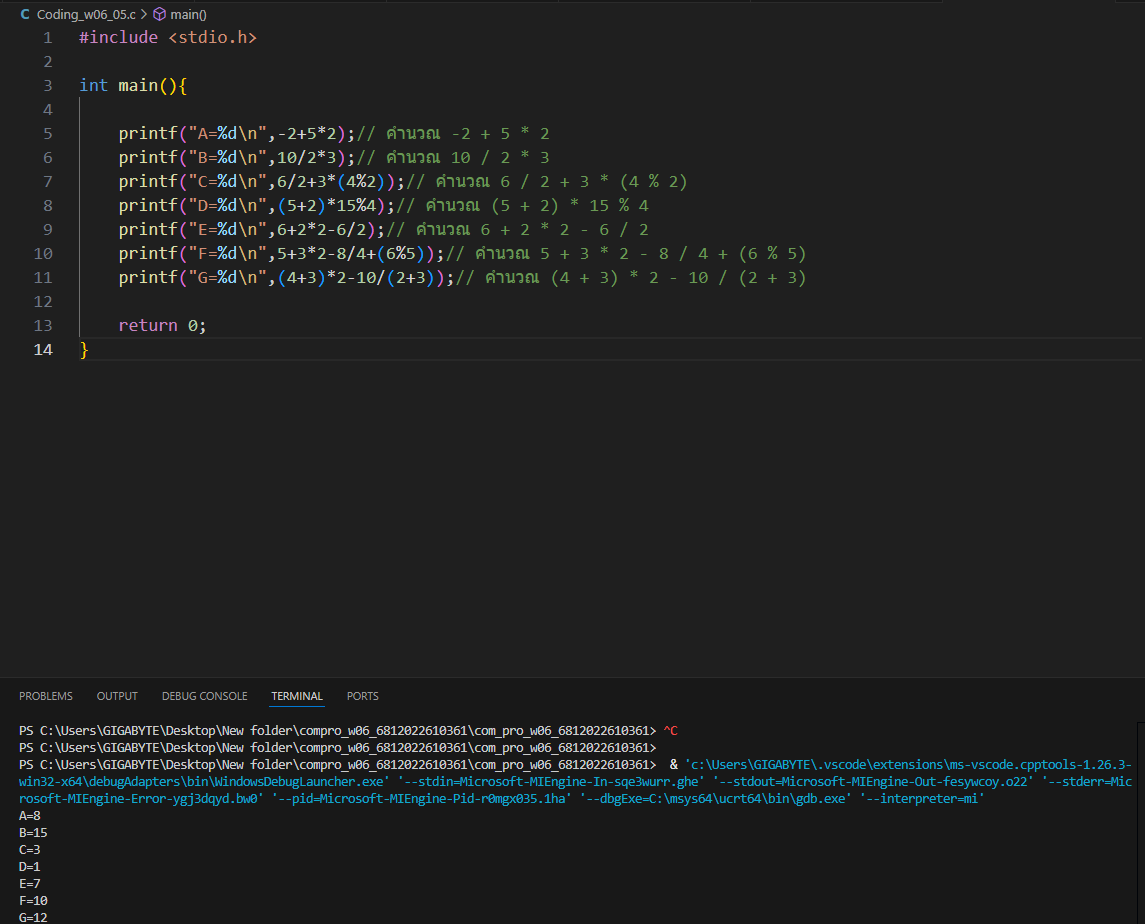 Coding_w06_05.c > main()
1 #include <stdio.h>
2
3 int main(){
4
5 printf("A=%d\n",-2+5*2);// คำนวณ -2 + 5 * 2
6 printf("B=%d\n",10/2*3);// คำนวณ 10 / 2 * 3
7 printf("C=%d\n",6/2+3*(4%2));// คำนวณ 6 / 2 + 3 * (4 % 2)
8 printf("D=%d\n",(5+2)*15%4);// คำนวณ (5 + 2) * 15 % 4
9 printf("E=%d\n",6+2*2-6/2);// คำนวณ 6 + 2 * 2 - 6 / 2
10 printf("F=%d\n",5+3*2-8/4+(6%5));// คำนวณ 5 + 3 * 2 - 8 / 4 + (6 % 5)
11 printf("G=%d\n",(4+3)*2-10/(2+3));// คำนวณ (4 + 3) * 2 - 10 / (2 + 3)
12
13 return 0;
14 }
PROBLEMS OUTPUT DEBUG CONSOLE TERMINAL PORTS
PS C:\Users\GIGABYTE\Desktop\New folder\compro_w06_6812022610361\com_pro_w06_6812022610361> ^C
PS C:\Users\GIGABYTE\Desktop\New folder\compro_w06_6812022610361\com_pro_w06_6812022610361>
PS C:\Users\GIGABYTE\Desktop\New folder\compro_w06_6812022610361\com_pro_w06_6812022610361> & 'c:\Users\GIGABYTE\.vscode\extensions\ms-vscode.cpptools-1.26.3-
win32-x64\debugAdapters\bin\WindowsDebugLauncher.exe' '--stdin=Microsoft-MIEngine-In-sqe3wurr.ghe' '--stdout=Microsoft-MIEngine-Out-fesywcoy.o22' '--stderr=Mic
rosoft-MIEngine-Error-ygj3dqyd.bw0' '--pid=Microsoft-MIEngine-Pid-r0mgx035.1ha' '--dbgExe=C:\msys64\ucrt64\bin\gdb.exe' '--interpreter=mi'
A=8
B=15
C=3
D=1
E=7
F=10
G=12